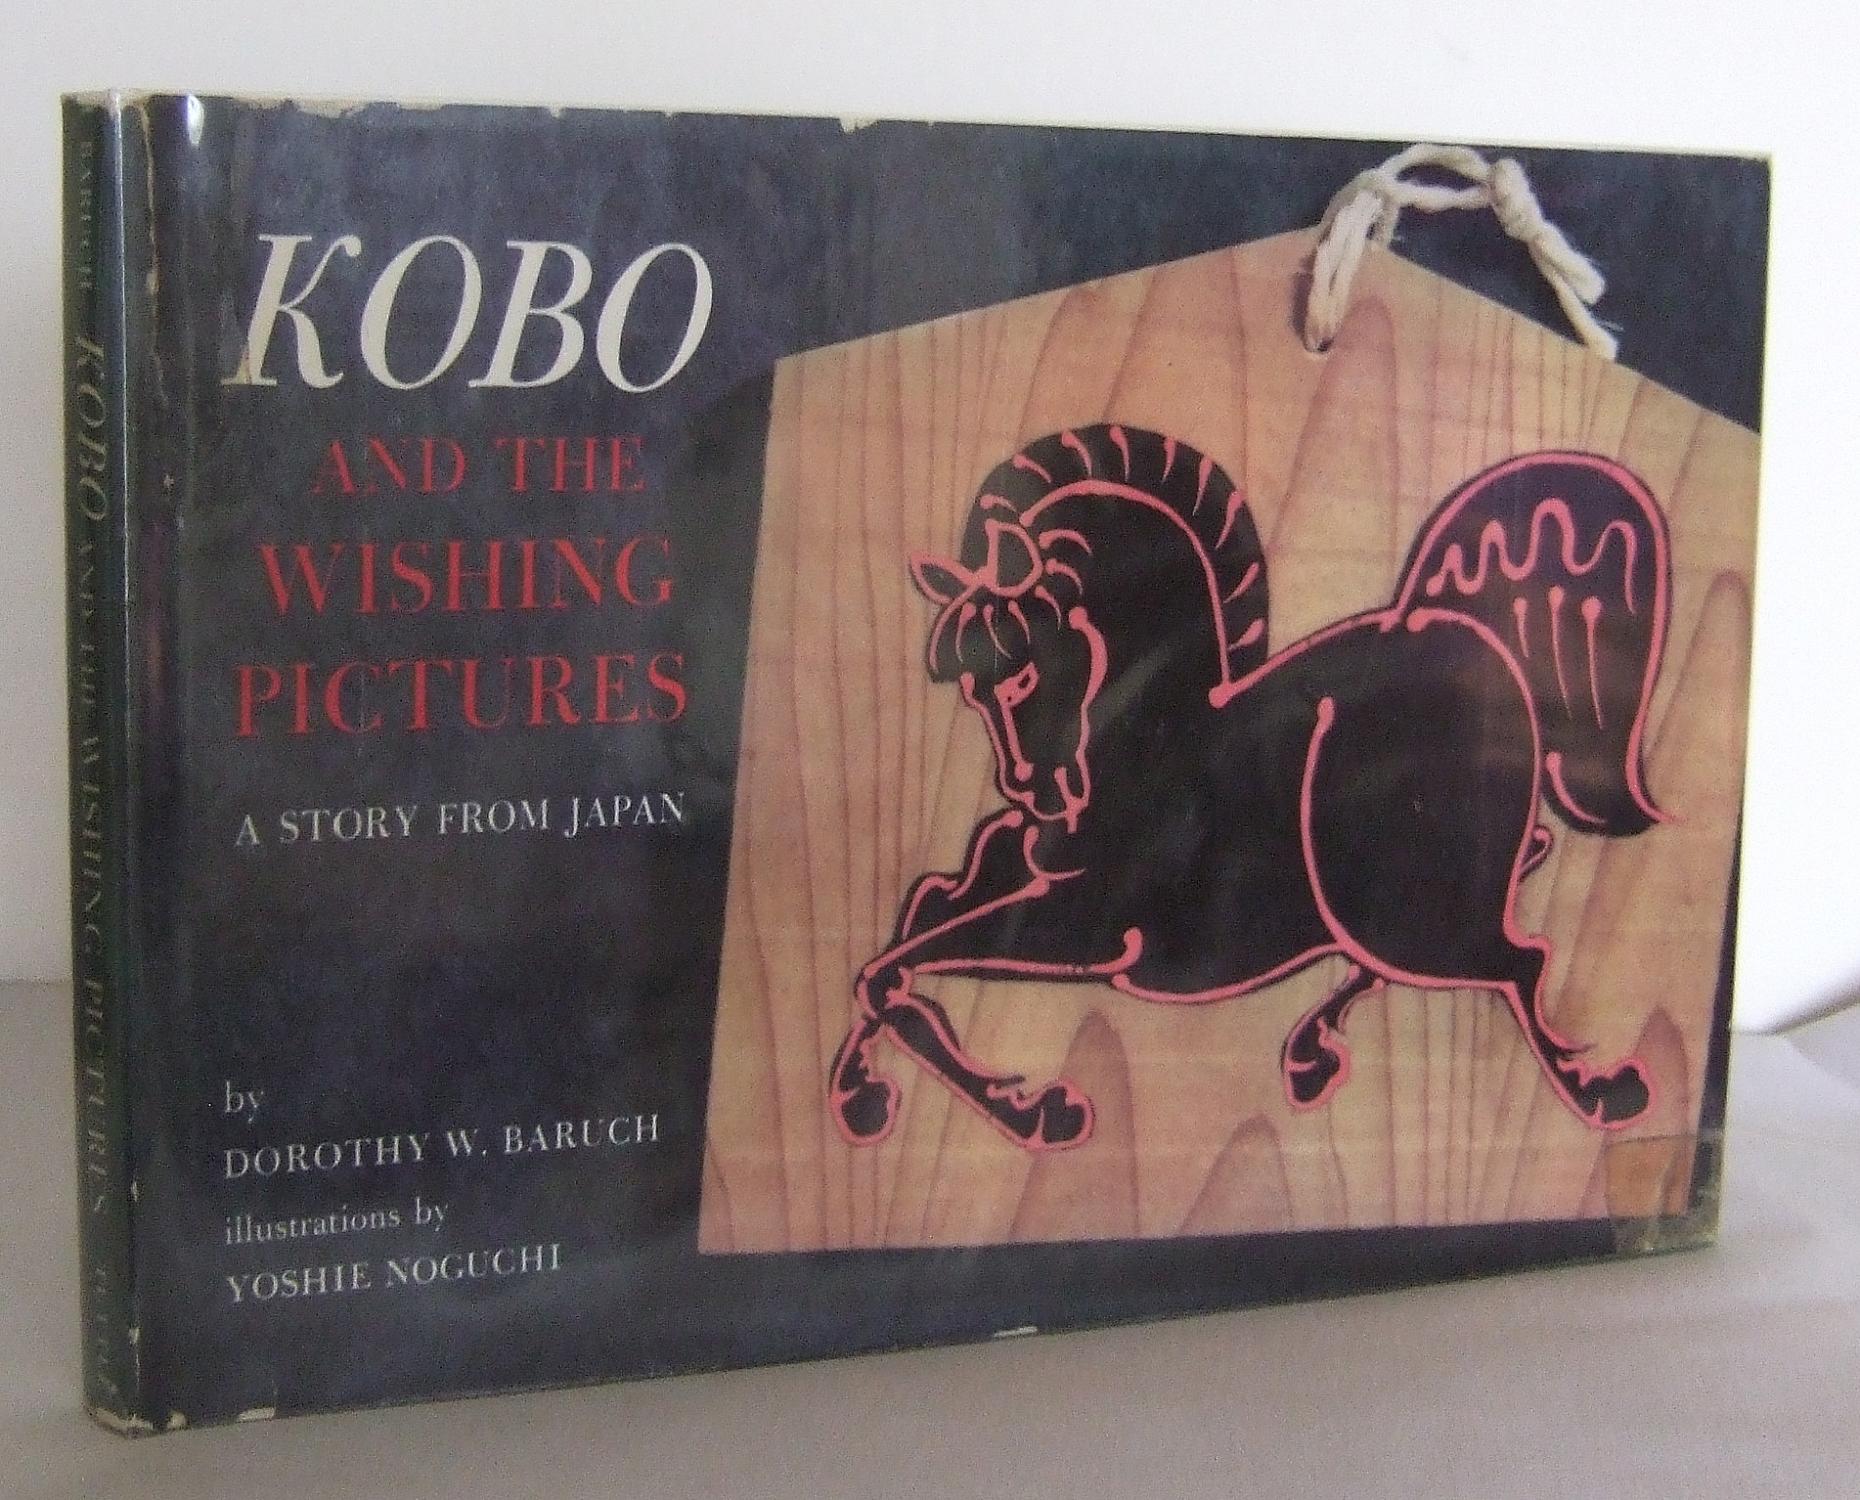 KOBO
AND THE
WISHING
PICTURES
A STORY FROM JAPAN
by
DOROTHY W. BARUCH
illustrations by
YOSHIE NOGUCHI
BARUCH KOBO AND THE WISHING PICTURES TUTTLE